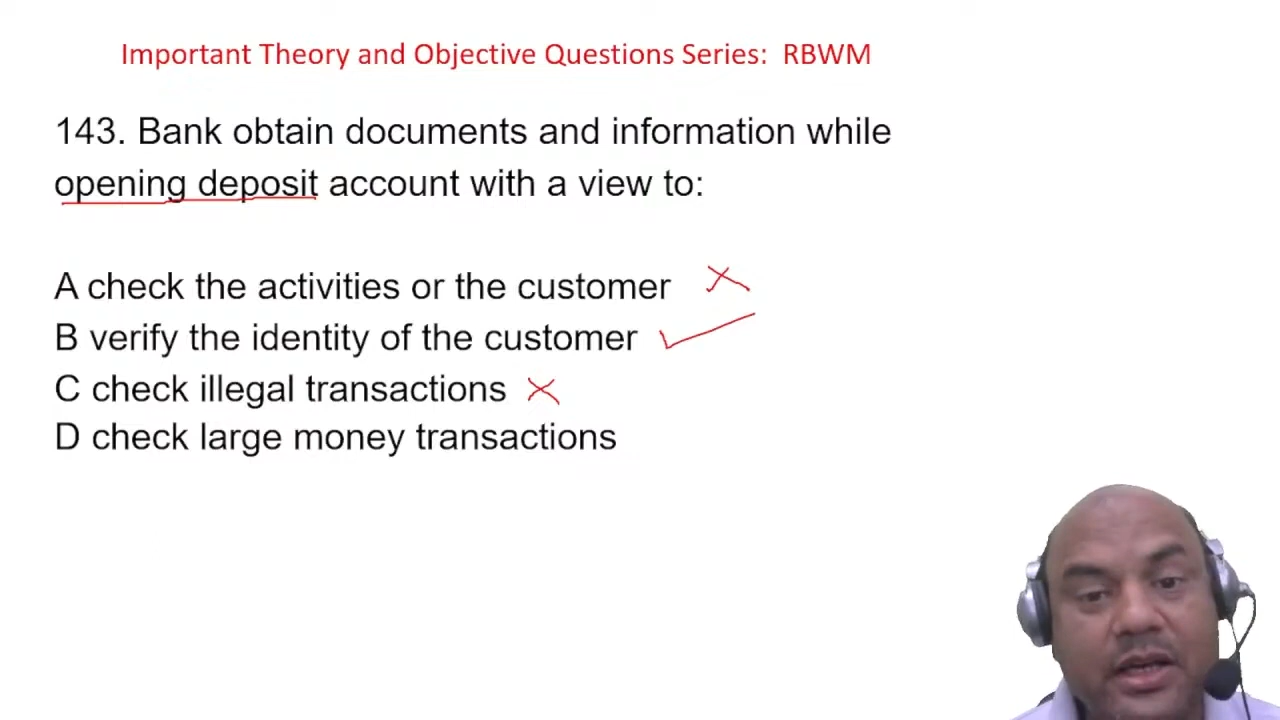 Important Theory and Objective Questions Series: RBWM
143. Bank obtain documents and information while
opening deposit account with a view to:
A check the activities or the customer
B verify the identity of the customer
C check illegal transactions
D check large money transactions